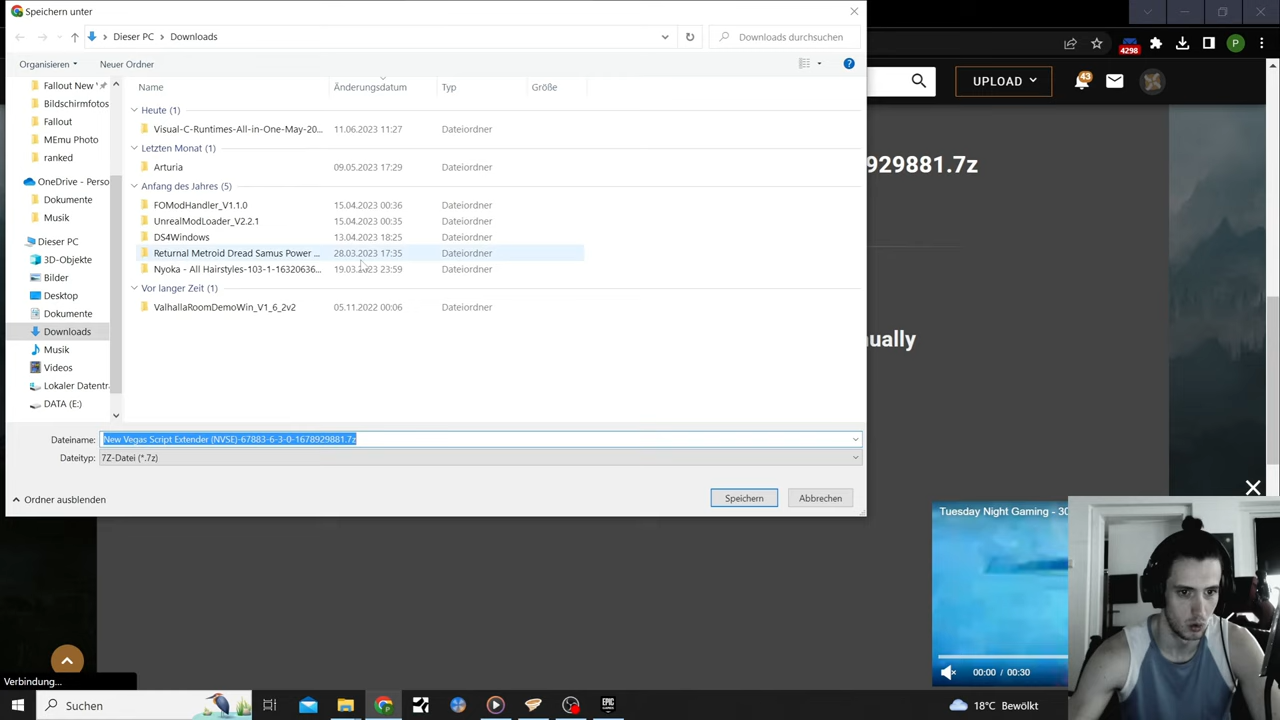 Speichern unter
Dieser PC
Downloads
Downloads durchsuchen
Organisieren
Neuer Ordner
Fallout New
Bildschirmfotos
Fallout
MEmu Photo
ranked
OneDrive - Perso
Dokumente
Musik
Dieser PC
3D-Objekte
Bilder
Desktop
Dokumente
Downloads
Musik
Videos
Lokaler Datentr
DATA (E:)
Name
Änderungsdatum
Typ
Größe
Heute (1)
Visual-C-Runtimes-All-in-One-May-20... 11.06.2023 11:27 Dateiordner
Letzten Monat (1)
Arturia 09.05.2023 17:29 Dateiordner
Anfang des Jahres (5)
FOModHandler_V1.1.0 15.04.2023 00:36 Dateiordner
UnrealModLoader_V2.2.1 15.04.2023 00:35 Dateiordner
DS4Windows 13.04.2023 18:25 Dateiordner
Returnal Metroid Dread Samus Power ... 28.03.2023 17:35 Dateiordner
Nyoka - All Hairstyles-103-1-16320636... 19.03.2023 23:59 Dateiordner
Vor langer Zeit (1)
ValhallaRoomDemoWin_V1_6_2v2 05.11.2022 00:06 Dateiordner
Dateiname: New Vegas Script Extender (NVSE)-67883-6-3-0-1678929881.7z
Dateityp: 7Z-Datei (*.7z)
Ordner ausblenden
Speichern
Abbrechen
4298
P
UPLOAD
43
929881.7z
ually
Tuesday Night Gaming - 30
00:00 / 00:30
Verbindung...
Suchen
EPIC GAMES
18°C Bewölkt